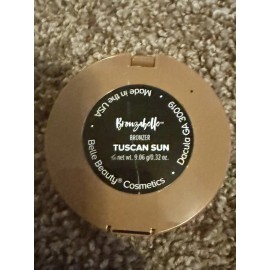 Bronzabelle™
BRONZER
TUSCAN SUN
net wt. 9.06 g/0.32 oz.
Belle Beauty® Cosmetics • Dacula GA 30019 • Made in the USA •